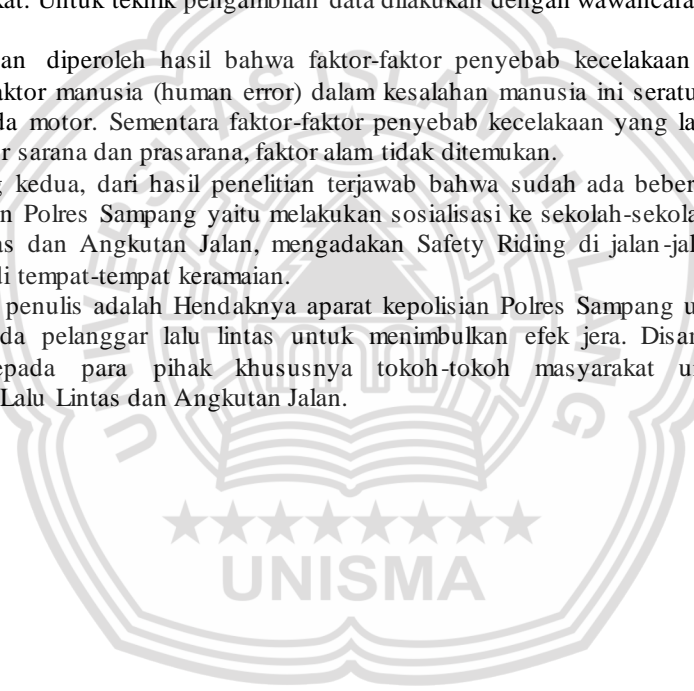 kat. Untuk teknik pengambilan data dilakukan dengan wawancara
an diperoleh hasil bahwa faktor-faktor penyebab kecelakaan
aktor manusia (human error) dalam kesalahan manusia ini seratu
da motor. Sementara faktor-faktor penyebab kecelakaan yang la
r sarana dan prasarana, faktor alam tidak ditemukan.
g kedua, dari hasil penelitian terjawab bahwa sudah ada beber
n Polres Sampang yaitu melakukan sosialisasi ke sekolah-sekola
as dan Angkutan Jalan, mengadakan Safety Riding di jalan-jal
di tempat-tempat keramaian.
penulis adalah Hendaknya aparat kepolisian Polres Sampang u
da pelanggar lalu lintas untuk menimbulkan efek jera. Disa
epada para pihak khususnya tokoh-tokoh masyarakat u
Lalu Lintas dan Angkutan Jalan.
UNIVERSITAS ISLAM MALANG
UNISMA